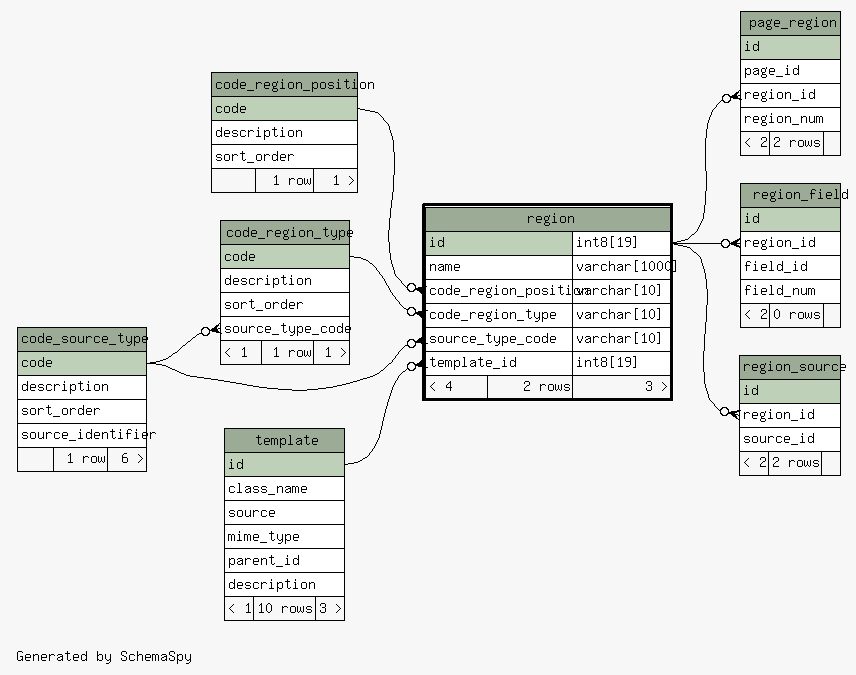 code_region_position
code
description
sort_order
1 row 1 >
code_region_type
code
description
sort_order
source_type_code
< 1 1 row 1 >
code_source_type
code
description
sort_order
source_identifier
1 row 6 >
template
id
class_name
source
mime_type
parent_id
description
< 1 10 rows 3 >
region
id int8[19]
name varchar[1000]
code_region_position varchar[10]
code_region_type varchar[10]
source_type_code varchar[10]
template_id int8[19]
< 4 2 rows 3 >
page_region
id
page_id
region_id
region_num
< 2 2 rows
region_field
id
region_id
field_id
field_num
< 2 0 rows
region_source
id
region_id
source_id
< 2 2 rows
Generated by SchemaSpy